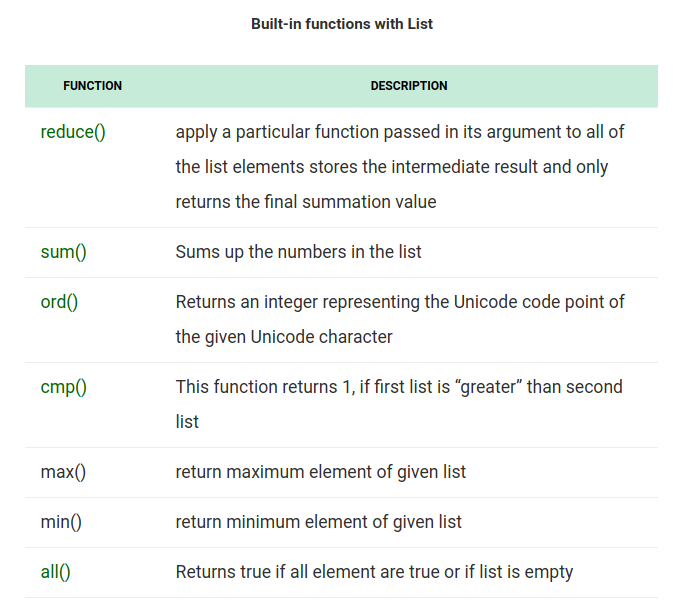 Built-in functions with List
FUNCTION DESCRIPTION
reduce() apply a particular function passed in its argument to all of
the list elements stores the intermediate result and only
returns the final summation value
sum() Sums up the numbers in the list
ord() Returns an integer representing the Unicode code point of
the given Unicode character
cmp() This function returns 1, if first list is “greater” than second
list
max() return maximum element of given list
min() return minimum element of given list
all() Returns true if all element are true or if list is empty